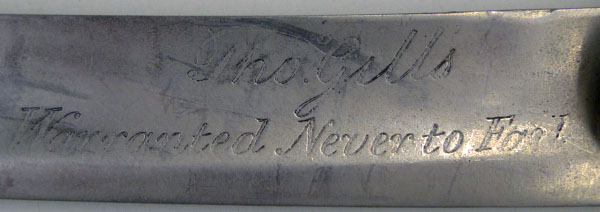 Tho. Gills
Warranted Never to Fail